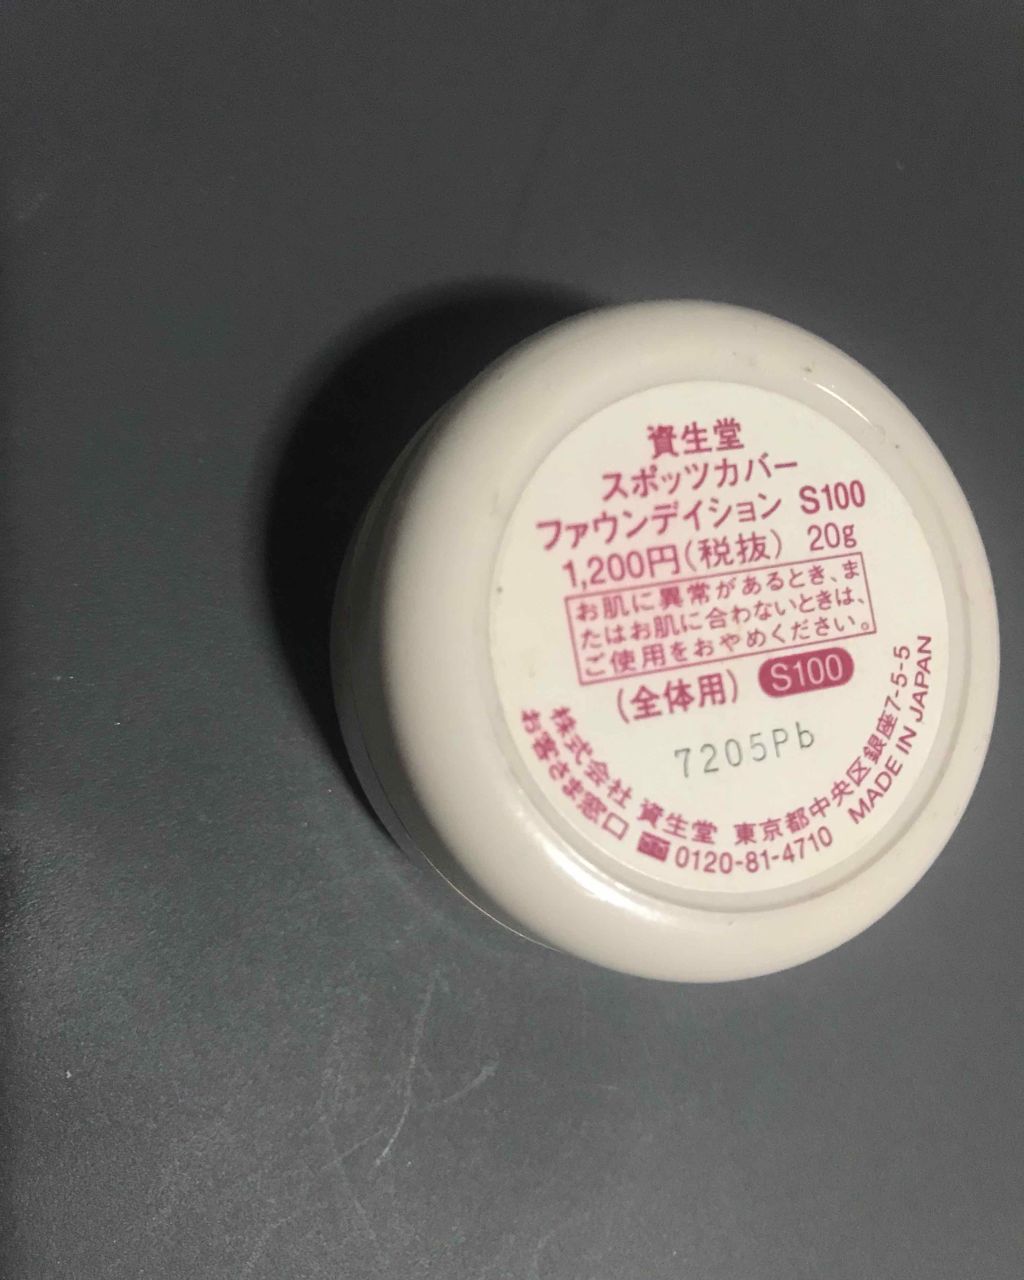 資生堂
スポッツカバー
ファウンデイション S100
1,200円(税抜) 20g
お肌に異常があるとき、ま
たはお肌に合わないときは、
ご使用をおやめください。
(全体用) S100
7205Pb
株式会社 資生堂 東京都中央区銀座7-5-5
お客さま窓口 0120-81-4710 MADE IN JAPAN